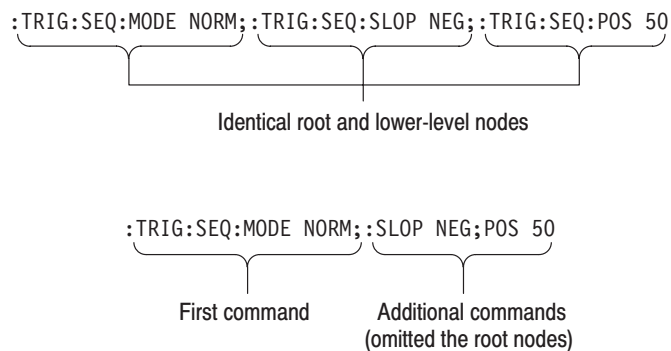 :TRIG:SEQ:MODE NORM;:TRIG:SEQ:SLOP NEG;:TRIG:SEQ:POS 50
Identical root and lower-level nodes
:TRIG:SEQ:MODE NORM;:SLOP NEG;POS 50
First command
Additional commands
(omitted the root nodes)